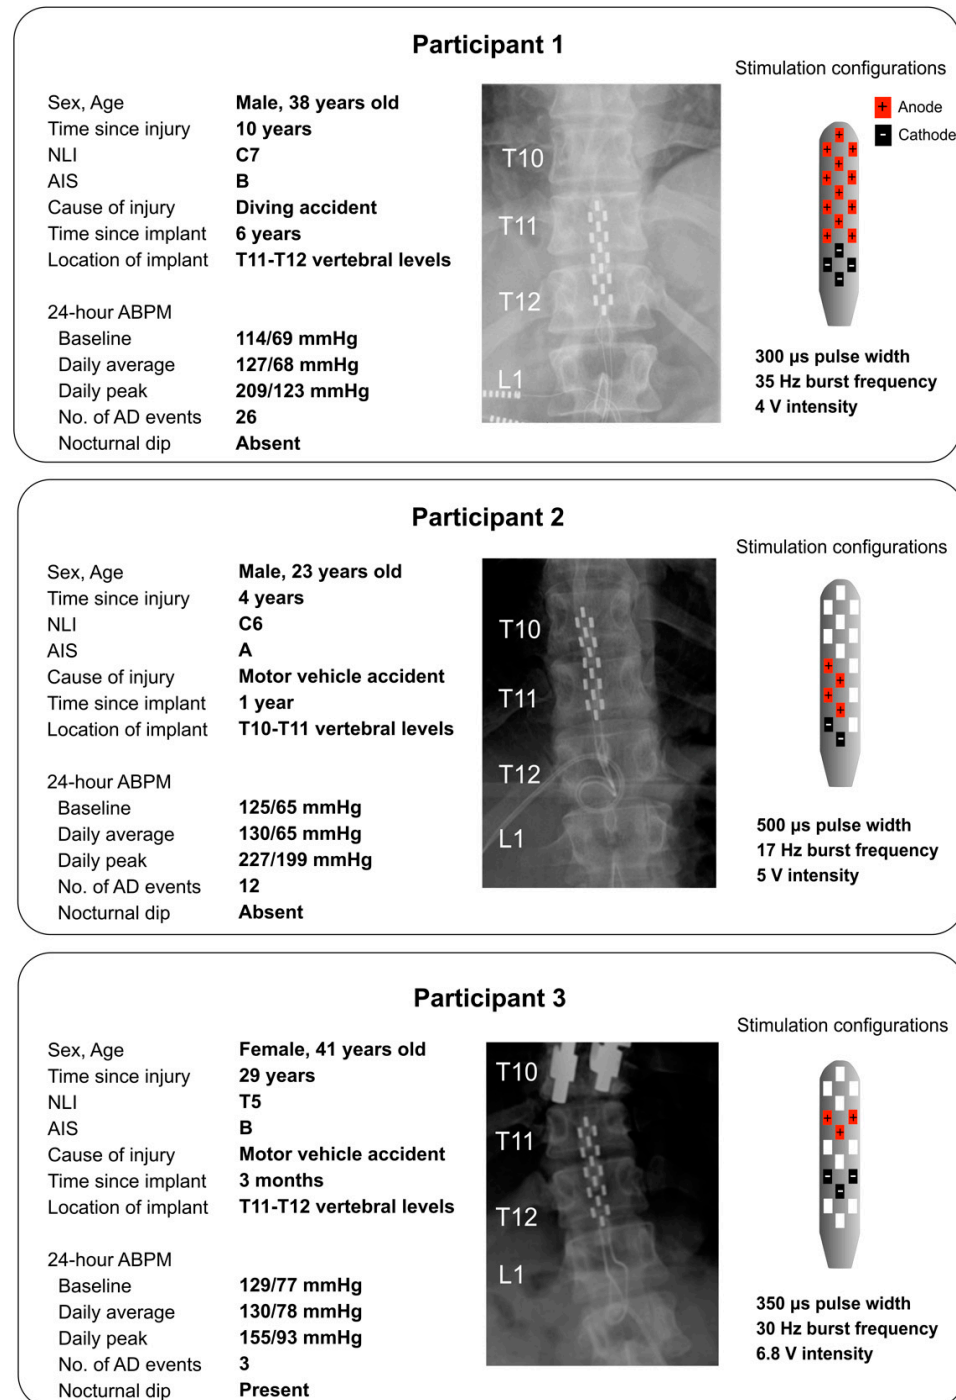 Participant 1
Stimulation configurations
+ Anode
- Cathode
Sex, Age Male, 38 years old
Time since injury 10 years
NLI C7
AIS B
Cause of injury Diving accident
Time since implant 6 years
Location of implant T11-T12 vertebral levels
24-hour ABPM
Baseline 114/69 mmHg
Daily average 127/68 mmHg
Daily peak 209/123 mmHg
No. of AD events 26
Nocturnal dip Absent
T10
T11
T12
L1
300 µs pulse width
35 Hz burst frequency
4 V intensity
Participant 2
Stimulation configurations
Sex, Age Male, 23 years old
Time since injury 4 years
NLI C6
AIS A
Cause of injury Motor vehicle accident
Time since implant 1 year
Location of implant T10-T11 vertebral levels
24-hour ABPM
Baseline 125/65 mmHg
Daily average 130/65 mmHg
Daily peak 227/199 mmHg
No. of AD events 12
Nocturnal dip Absent
T10
T11
T12
L1
500 µs pulse width
17 Hz burst frequency
5 V intensity
Participant 3
Stimulation configurations
Sex, Age Female, 41 years old
Time since injury 29 years
NLI T5
AIS B
Cause of injury Motor vehicle accident
Time since implant 3 months
Location of implant T11-T12 vertebral levels
24-hour ABPM
Baseline 129/77 mmHg
Daily average 130/78 mmHg
Daily peak 155/93 mmHg
No. of AD events 3
Nocturnal dip Present
T10
T11
T12
L1
350 µs pulse width
30 Hz burst frequency
6.8 V intensity